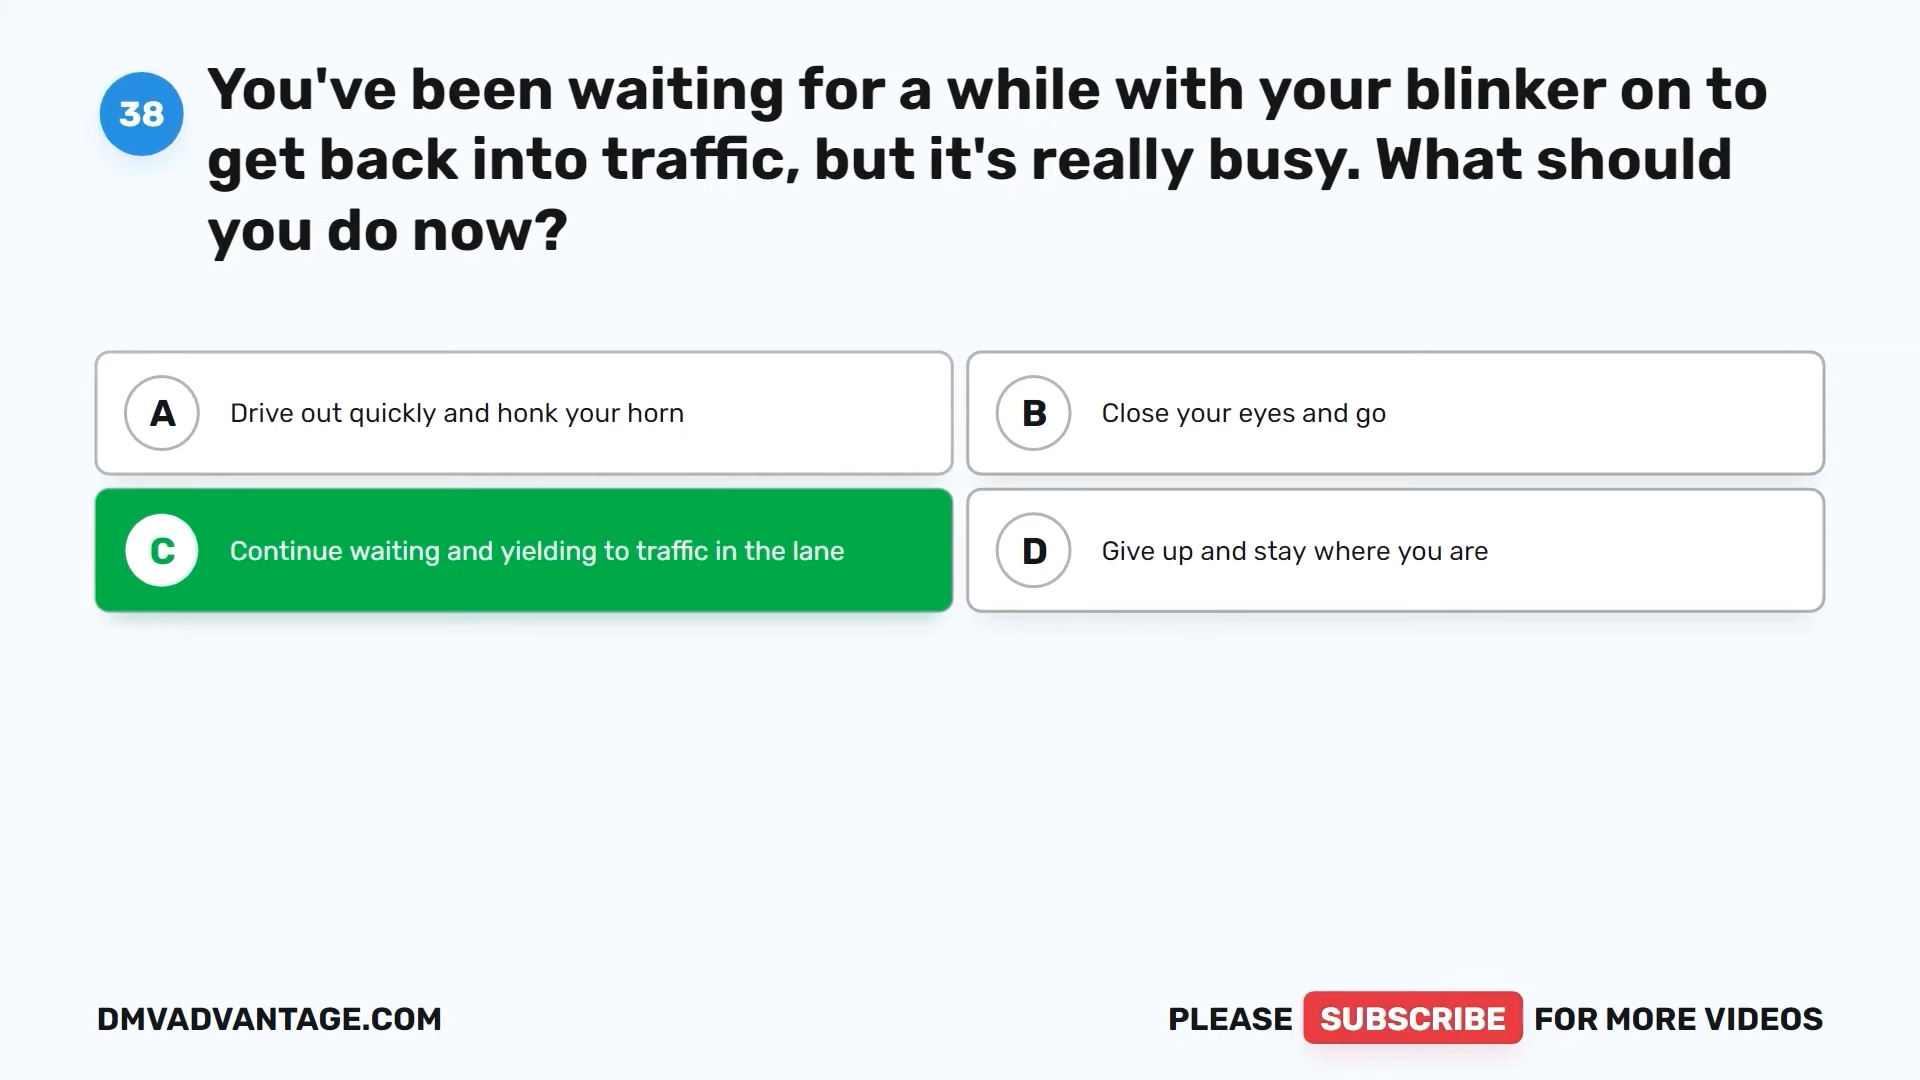 38
You've been waiting for a while with your blinker on to
get back into traffic, but it's really busy. What should
you do now?
A Drive out quickly and honk your horn
B Close your eyes and go
C Continue waiting and yielding to traffic in the lane
D Give up and stay where you are
DMVADVANTAGE.COM
PLEASE SUBSCRIBE FOR MORE VIDEOS